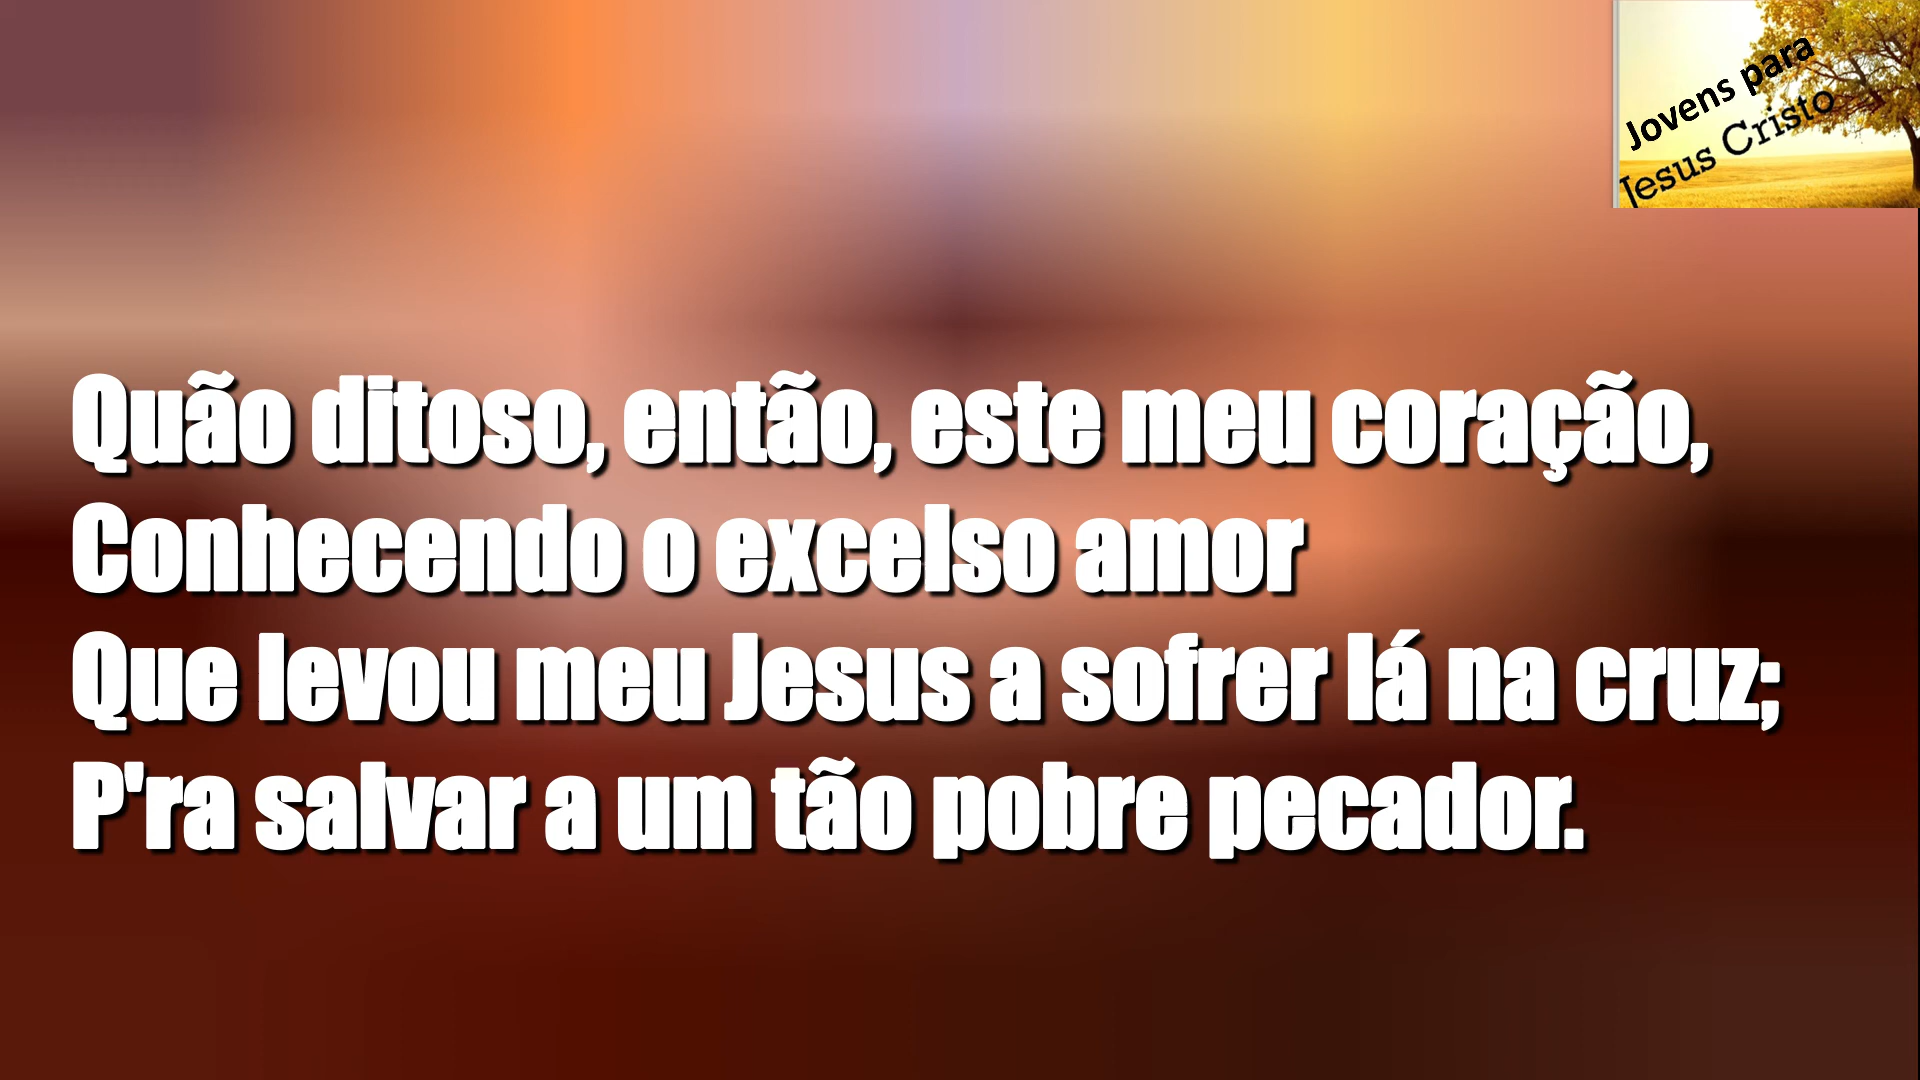 Jovens para
Jesus Cristo
Quão ditoso, então, este meu coração,
Conhecendo o excelso amor
Que levou meu Jesus a sofrer lá na cruz;
P'ra salvar a um tão pobre pecador.